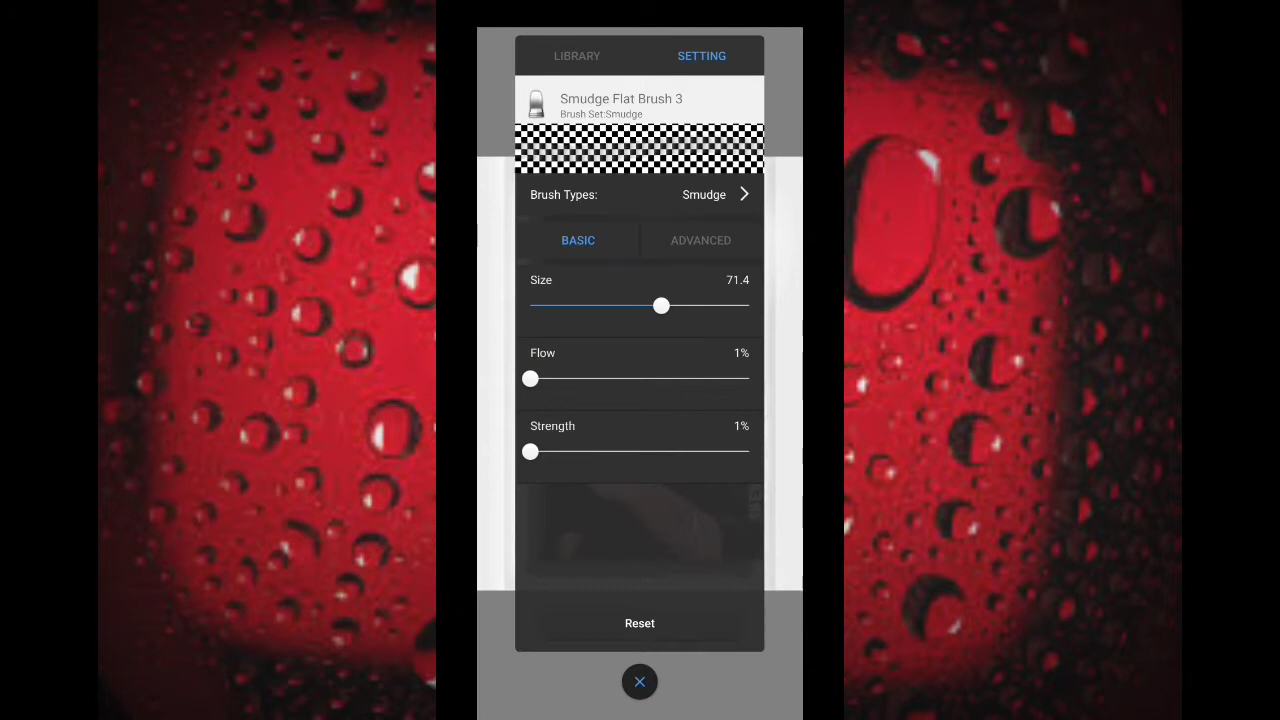 LIBRARY SETTING
Smudge Flat Brush 3
Brush Set:Smudge
Brush Types: Smudge
BASIC ADVANCED
Size 71.4
Flow 1%
Strength 1%
Reset